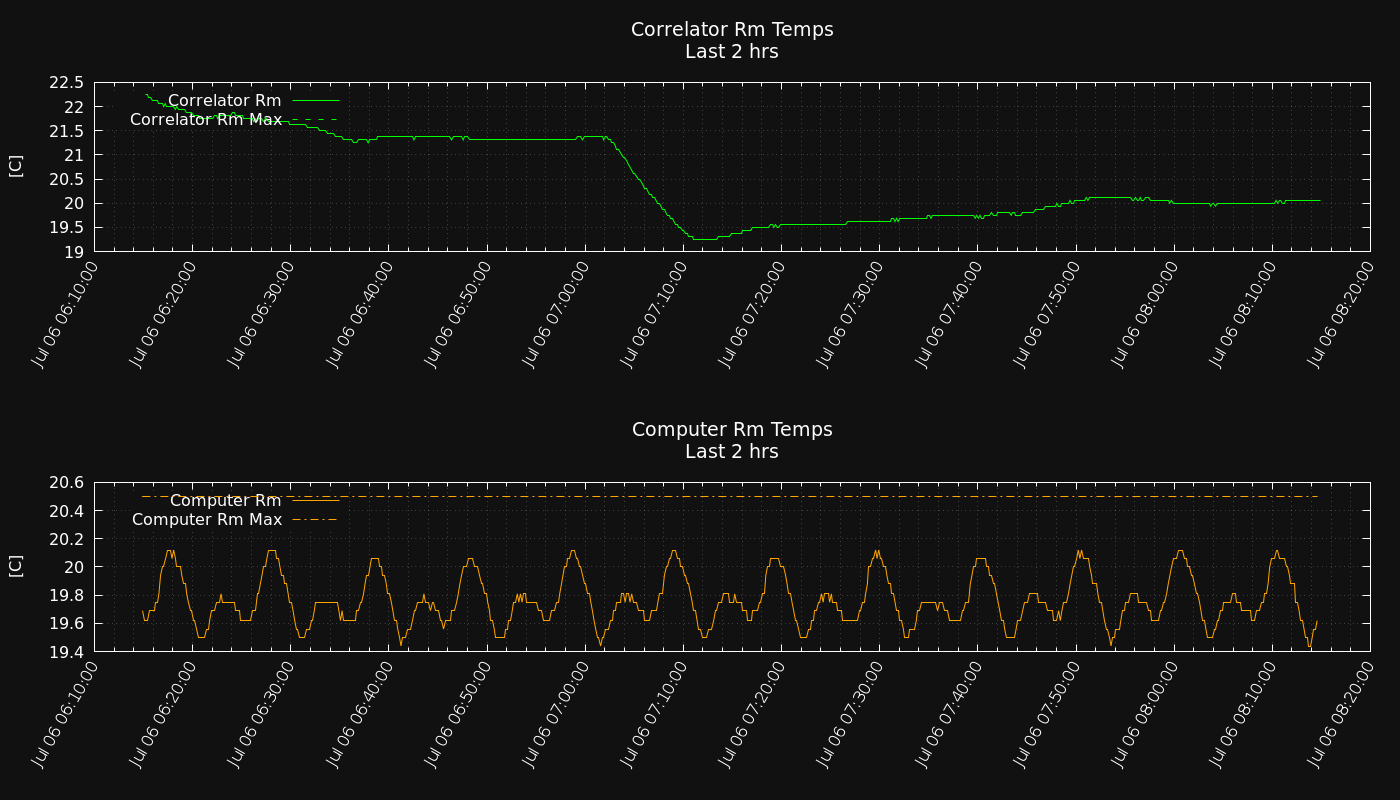 Correlator Rm Temps
Last 2 hrs
[C]
22.5
22
21.5
21
20.5
20
19.5
19
Correlator Rm
Correlator Rm Max
Jul 06 06:10:00
Jul 06 06:20:00
Jul 06 06:30:00
Jul 06 06:40:00
Jul 06 06:50:00
Jul 06 07:00:00
Jul 06 07:10:00
Jul 06 07:20:00
Jul 06 07:30:00
Jul 06 07:40:00
Jul 06 07:50:00
Jul 06 08:00:00
Jul 06 08:10:00
Jul 06 08:20:00
Computer Rm Temps
Last 2 hrs
[C]
20.6
20.4
20.2
20
19.8
19.6
19.4
Computer Rm
Computer Rm Max
Jul 06 06:10:00
Jul 06 06:20:00
Jul 06 06:30:00
Jul 06 06:40:00
Jul 06 06:50:00
Jul 06 07:00:00
Jul 06 07:10:00
Jul 06 07:20:00
Jul 06 07:30:00
Jul 06 07:40:00
Jul 06 07:50:00
Jul 06 08:00:00
Jul 06 08:10:00
Jul 06 08:20:00